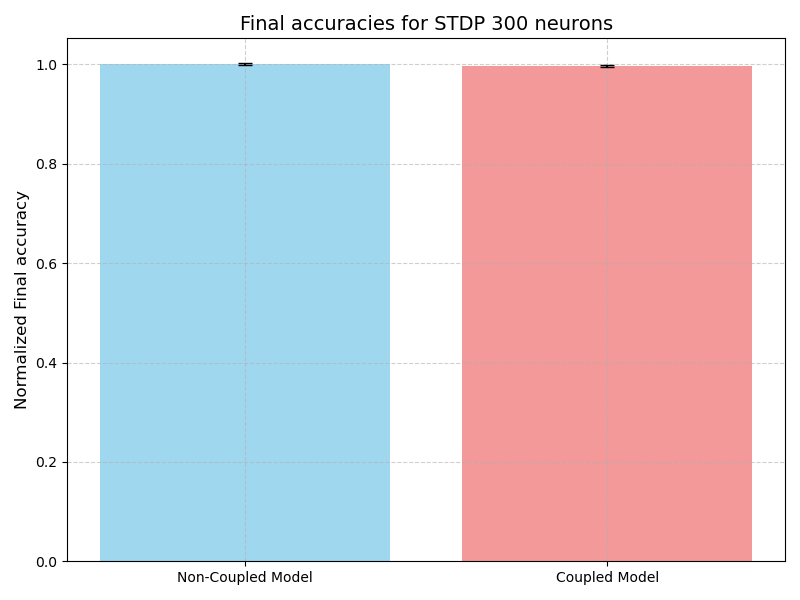 Final accuracies for STDP 300 neurons
Normalized Final accuracy
1.0
0.8
0.6
0.4
0.2
0.0
Non-Coupled Model
Coupled Model